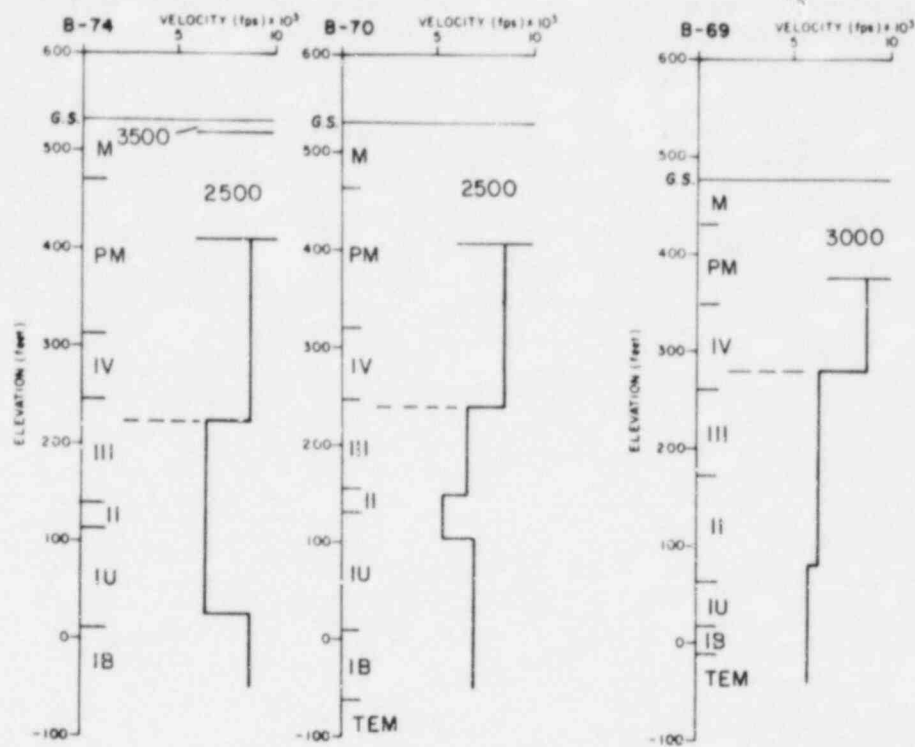 B-74 VELOCITY (fps) × 10³
5 10
600
G.S.
3500
500
M
2500
400
PM
300
IV
ELEVATION (feet)
200
III
II
100
IU
0
IB
-100
B-70 VELOCITY (fps) × 10³
5 10
600
G.S.
500
M
2500
400
PM
300
IV
200
III
II
100
IU
0
IB
-100
TEM
B-69 VELOCITY (fps) × 10³
5 10
600
500
G.S.
M
3000
400
PM
300
IV
ELEVATION (feet)
200
III
II
100
IU
0
IB
TEM
-100